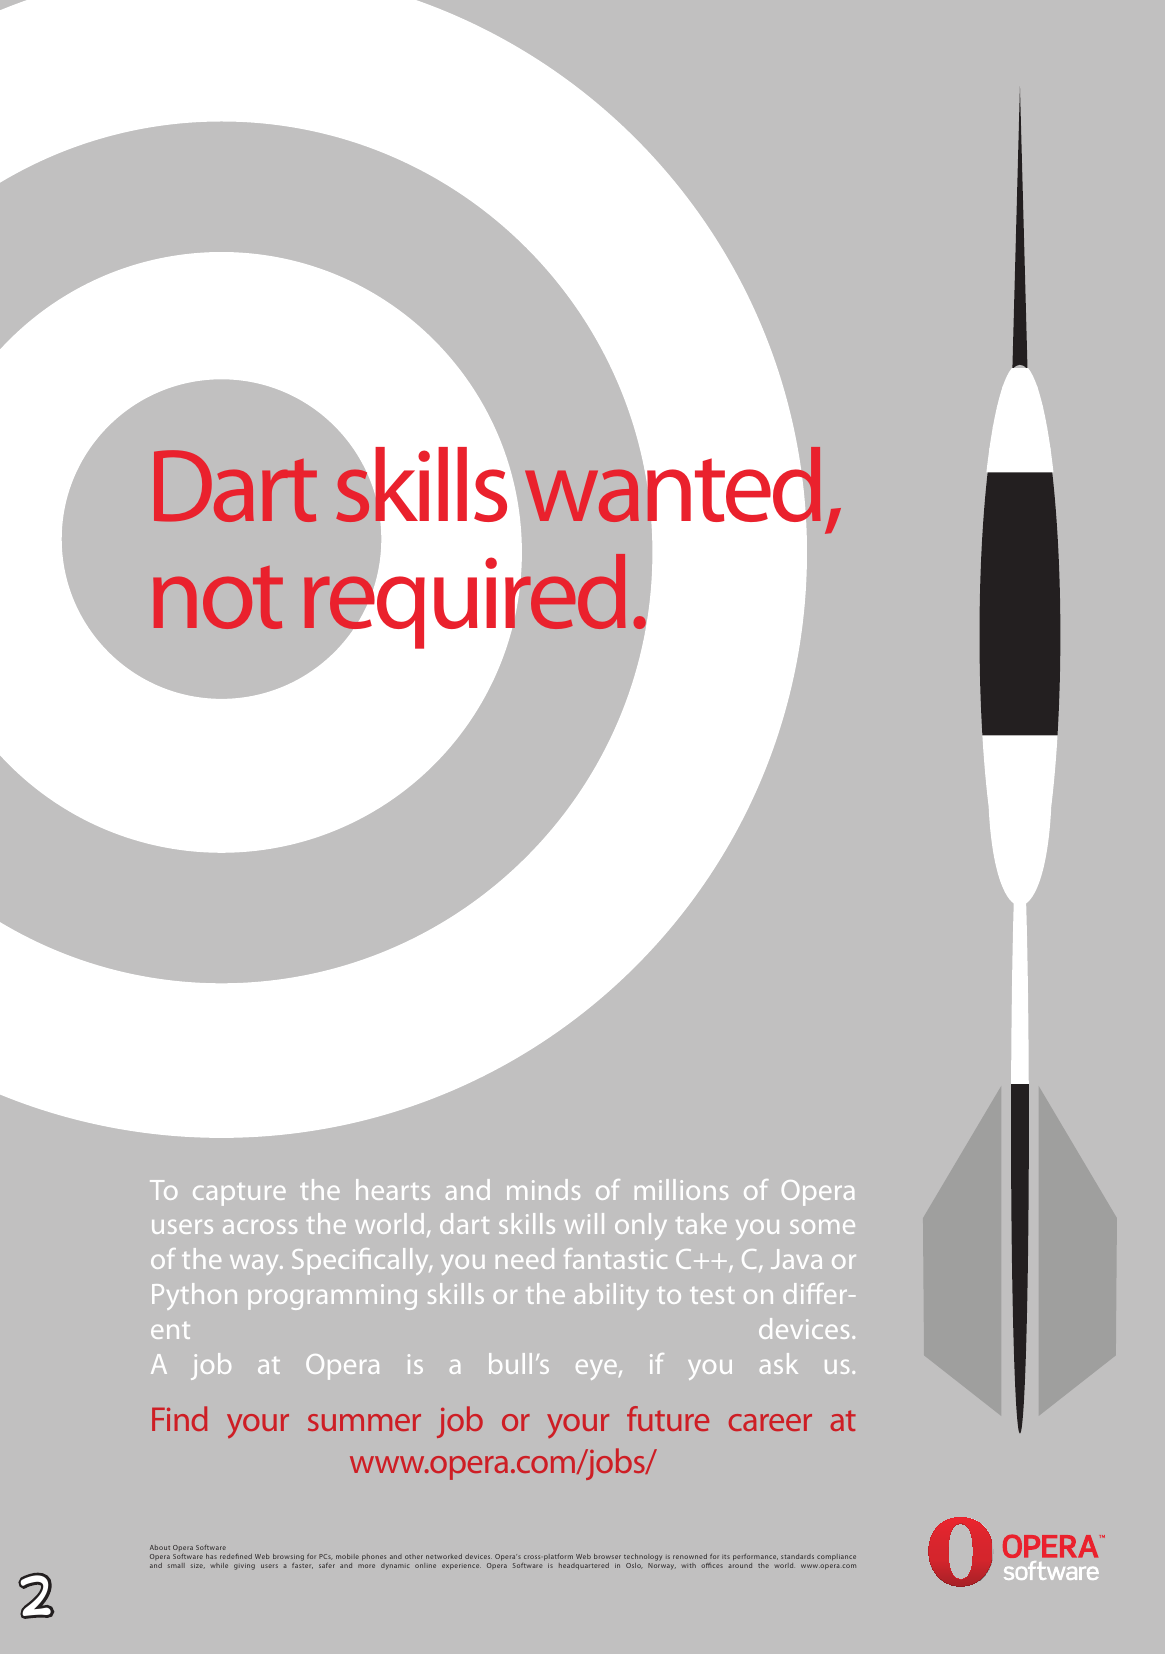 Dart skills wanted,
not required.
To capture the hearts and minds of millions of Opera
users across the world, dart skills will only take you some
of the way. Specifically, you need fantastic C++, C, Java or
Python programming skills or the ability to test on differ-
ent devices.
A job at Opera is a bull’s eye, if you ask us.
Find your summer job or your future career at
www.opera.com/jobs/
About Opera Software
Opera Software has redefined Web browsing for PCs, mobile phones and other networked devices. Opera's cross-platform Web browser technology is renowned for its performance, standards compliance
and small size, while giving users a faster, safer and more dynamic online experience. Opera Software is headquartered in Oslo, Norway, with offices around the world. www.opera.com
OPERA™
software
2